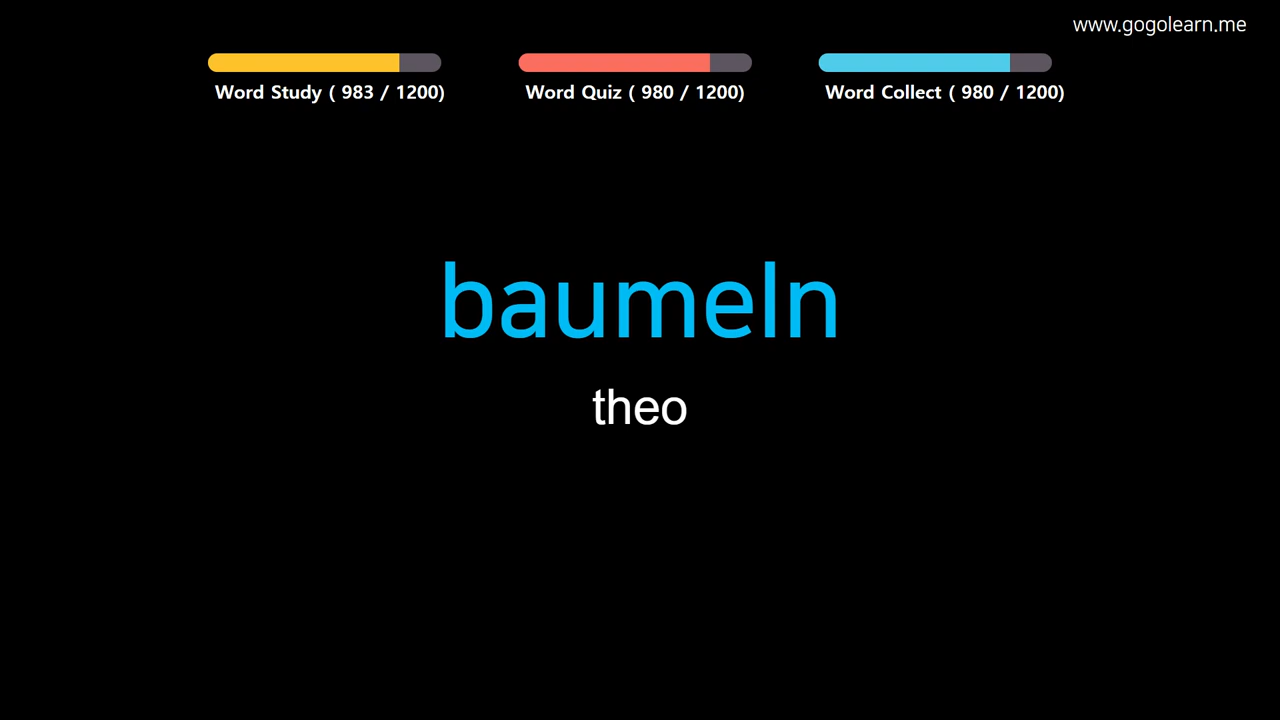 www.gogolearn.me
Word Study ( 983 / 1200)
Word Quiz ( 980 / 1200)
Word Collect ( 980 / 1200)
baumeln
theo